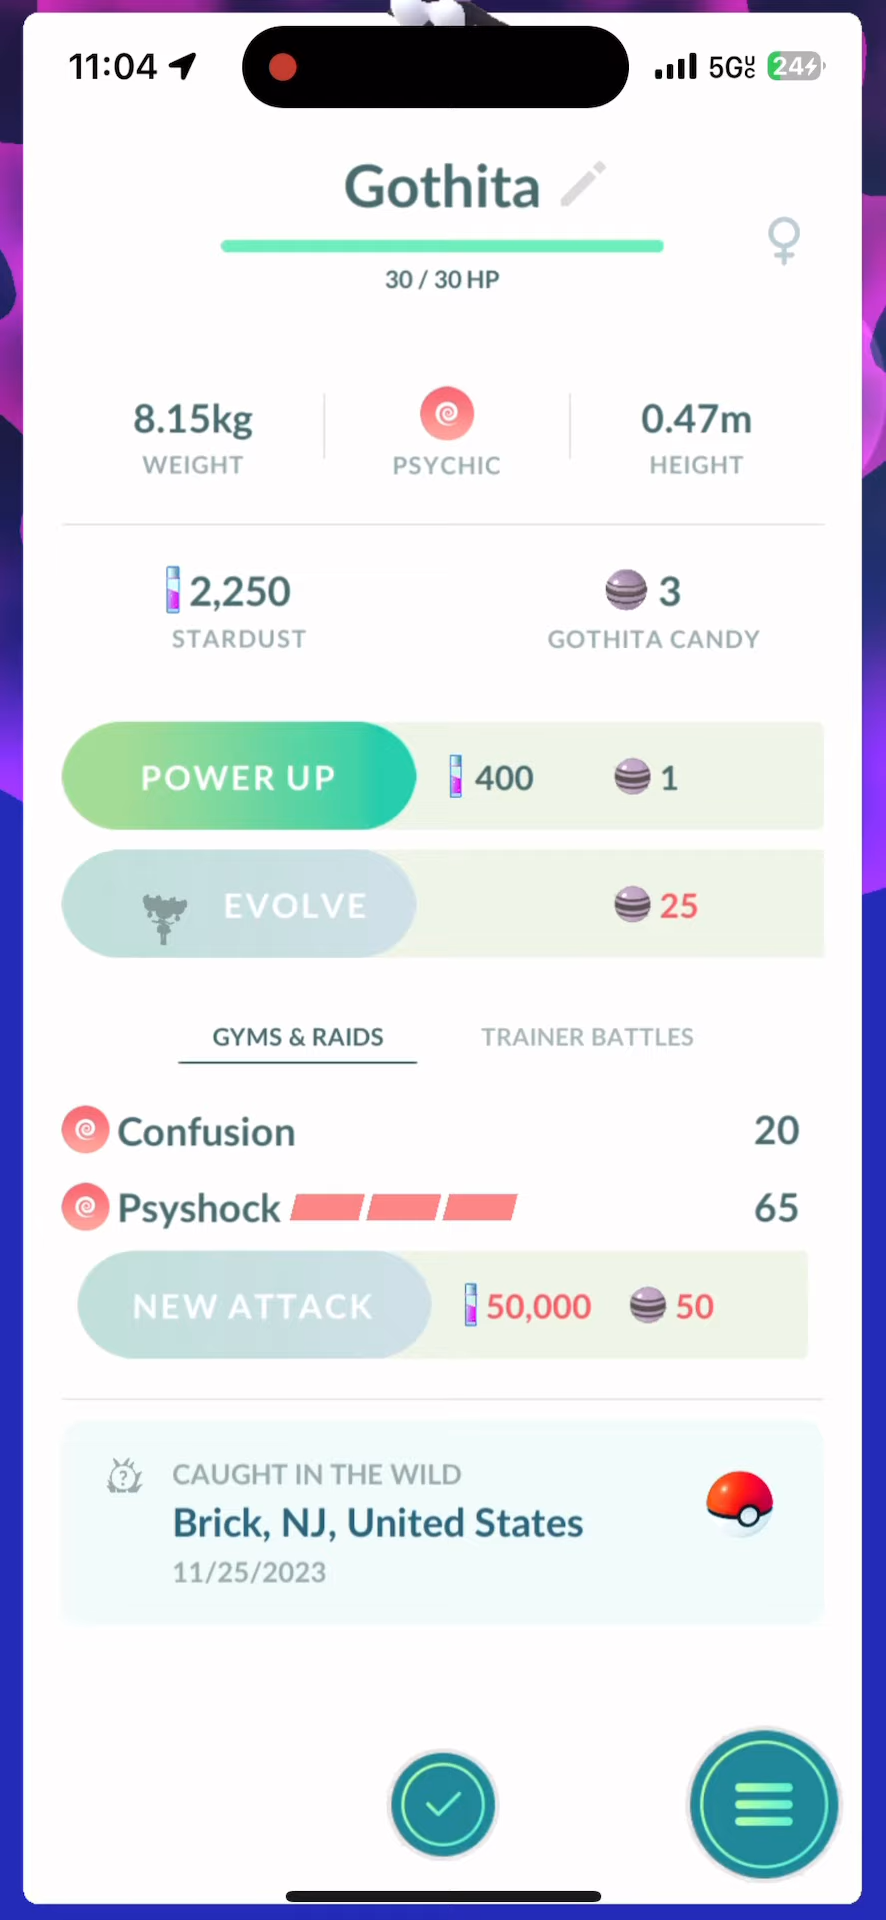 11:04 5G 24
Gothita
30 / 30 HP
8.15kg 0.47m
WEIGHT PSYCHIC HEIGHT
2,250 3
STARDUST GOTHITA CANDY
POWER UP 400 1
EVOLVE 25
GYMS & RAIDS TRAINER BATTLES
Confusion 20
Psyshock 65
NEW ATTACK 50,000 50
? CAUGHT IN THE WILD
Brick, NJ, United States
11/25/2023